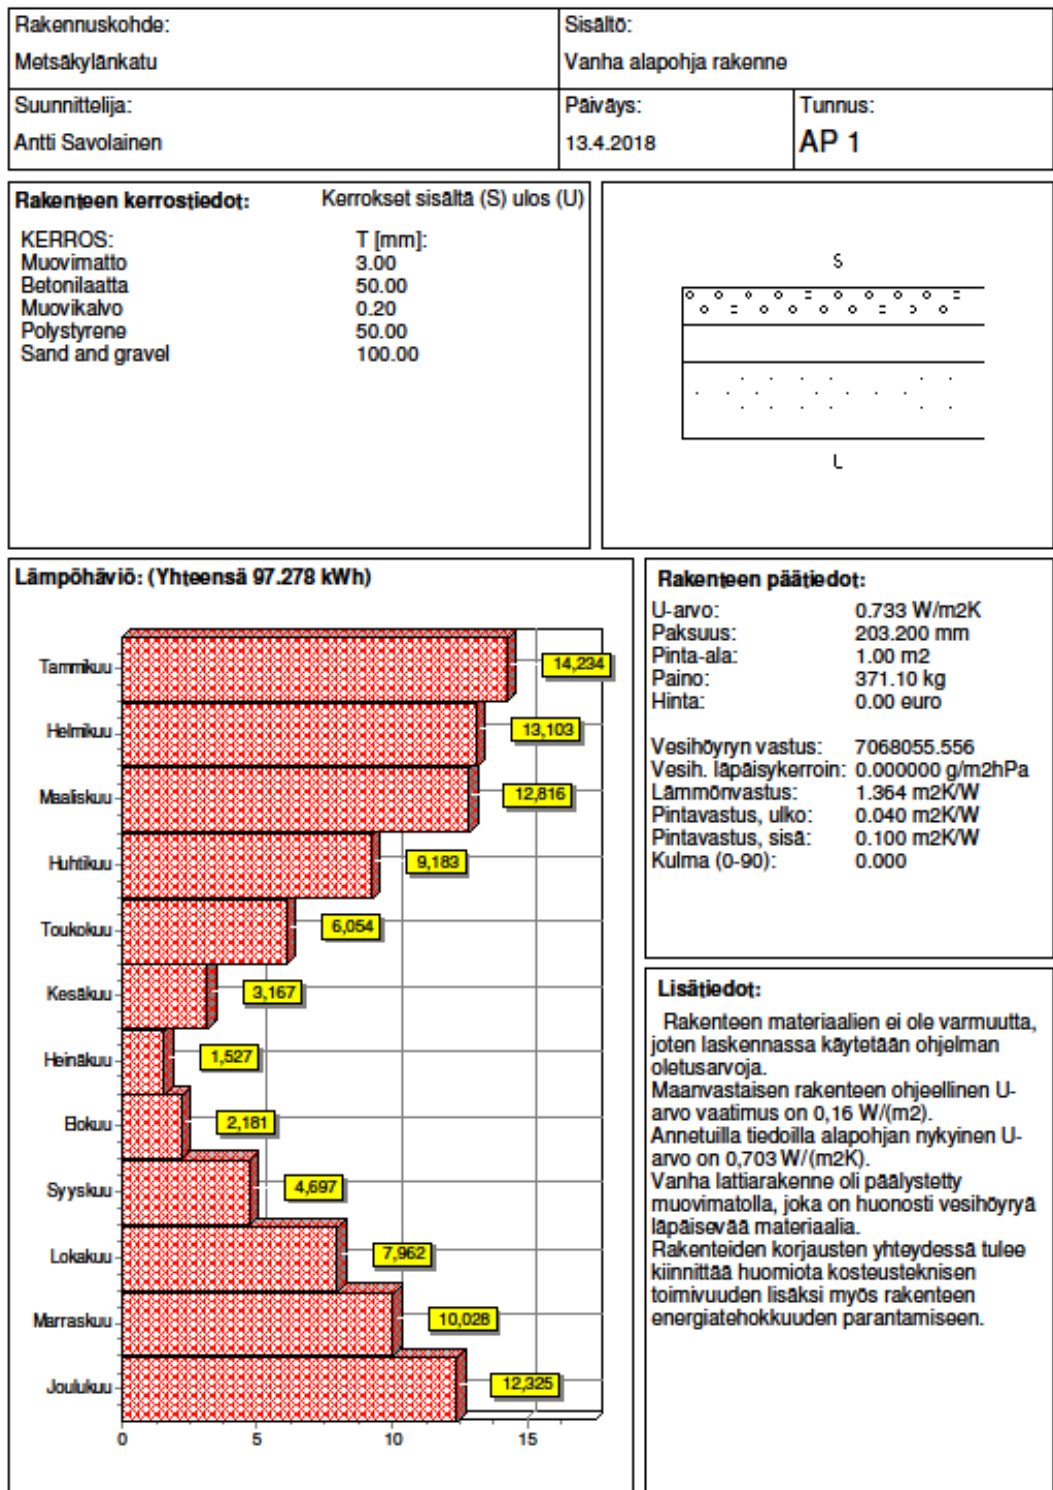 Rakennuskohde:
Metsäkylänkatu
Sisältö:
Vanha alapohja rakenne
Suunnittelija:
Antti Savolainen
Päiväys:
13.4.2018
Tunnus:
AP 1
Rakenteen kerrostiedot: Kerrokset sisältä (S) ulos (U)
KERROS: T [mm]:
Muovimatto 3.00
Betonilaatta 50.00
Muovikalvo 0.20
Polystyrene 50.00
Sand and gravel 100.00
S
L
Lämpöhäviö: (Yhteensä 97.278 kWh)
Tammikuu 14,234
Helmikuu 13,103
Maaliskuu 12,816
Huhtikuu 9,183
Toukokuu 6,054
Kesäkuu 3,167
Heinäkuu 1,527
Elokuu 2,181
Syyskuu 4,697
Lokakuu 7,962
Marraskuu 10,028
Joulukuu 12,325
0 5 10 15
Rakenteen päätiedot:
U-arvo: 0.733 W/m2K
Paksuus: 203.200 mm
Pinta-ala: 1.00 m2
Paino: 371.10 kg
Hinta: 0.00 euro
Vesihöyryn vastus: 7068055.556
Vesih. läpäisykerroin: 0.000000 g/m2hPa
Lämmönvastus: 1.364 m2K/W
Pintavastus, ulko: 0.040 m2K/W
Pintavastus, sisä: 0.100 m2K/W
Kulma (0-90): 0.000
Lisätiedot:
Rakenteen materiaalien ei ole varmuutta,
joten laskennassa käytetään ohjelman
oletusarvoja.
Maanvastaisen rakenteen ohjeellinen U-
arvo vaatimus on 0,16 W/(m2).
Annetuilla tiedoilla alapohjan nykyinen U-
arvo on 0,703 W/(m2K).
Vanha lattiarakenne oli päälystetty
muovimatolla, joka on huonosti vesihöyryä
läpäisevää materiaalia.
Rakenteiden korjausten yhteydessä tulee
kiinnittää huomiota kosteusteknisen
toimivuuden lisäksi myös rakenteen
energiatehokkuuden parantamiseen.